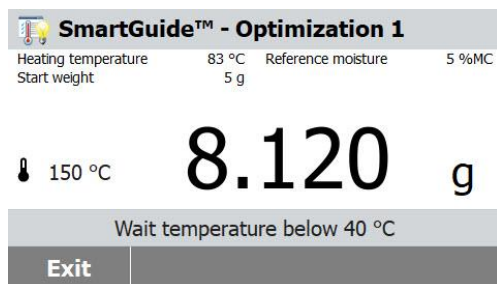 SmartGuide™ - Optimization 1
Heating temperature 83 °C Reference moisture 5 %MC
Start weight 5 g
150 °C 8.120 g
Wait temperature below 40 °C
Exit